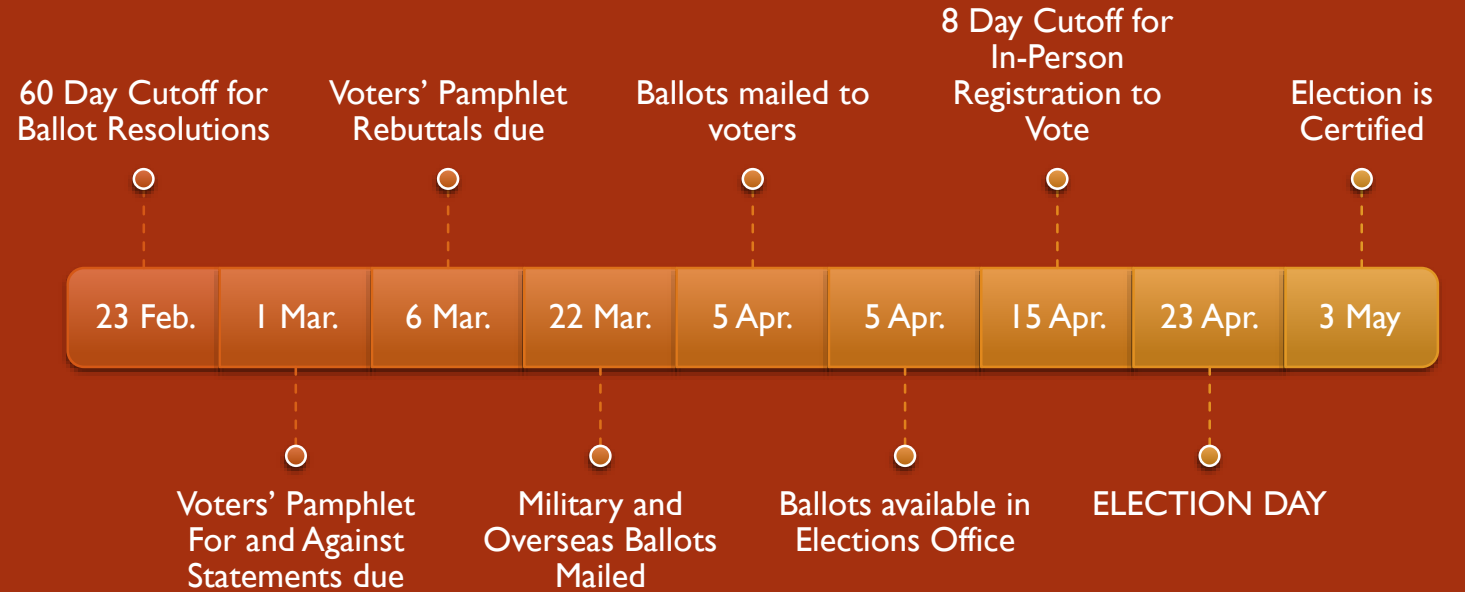 60 Day Cutoff for
Ballot Resolutions
Voters’ Pamphlet
Rebuttals due
Ballots mailed to
voters
8 Day Cutoff for
In-Person
Registration to
Vote
Election is
Certified
23 Feb.
1 Mar.
6 Mar.
22 Mar.
5 Apr.
5 Apr.
15 Apr.
23 Apr.
3 May
Voters’ Pamphlet
For and Against
Statements due
Military and
Overseas Ballots
Mailed
Ballots available in
Elections Office
ELECTION DAY